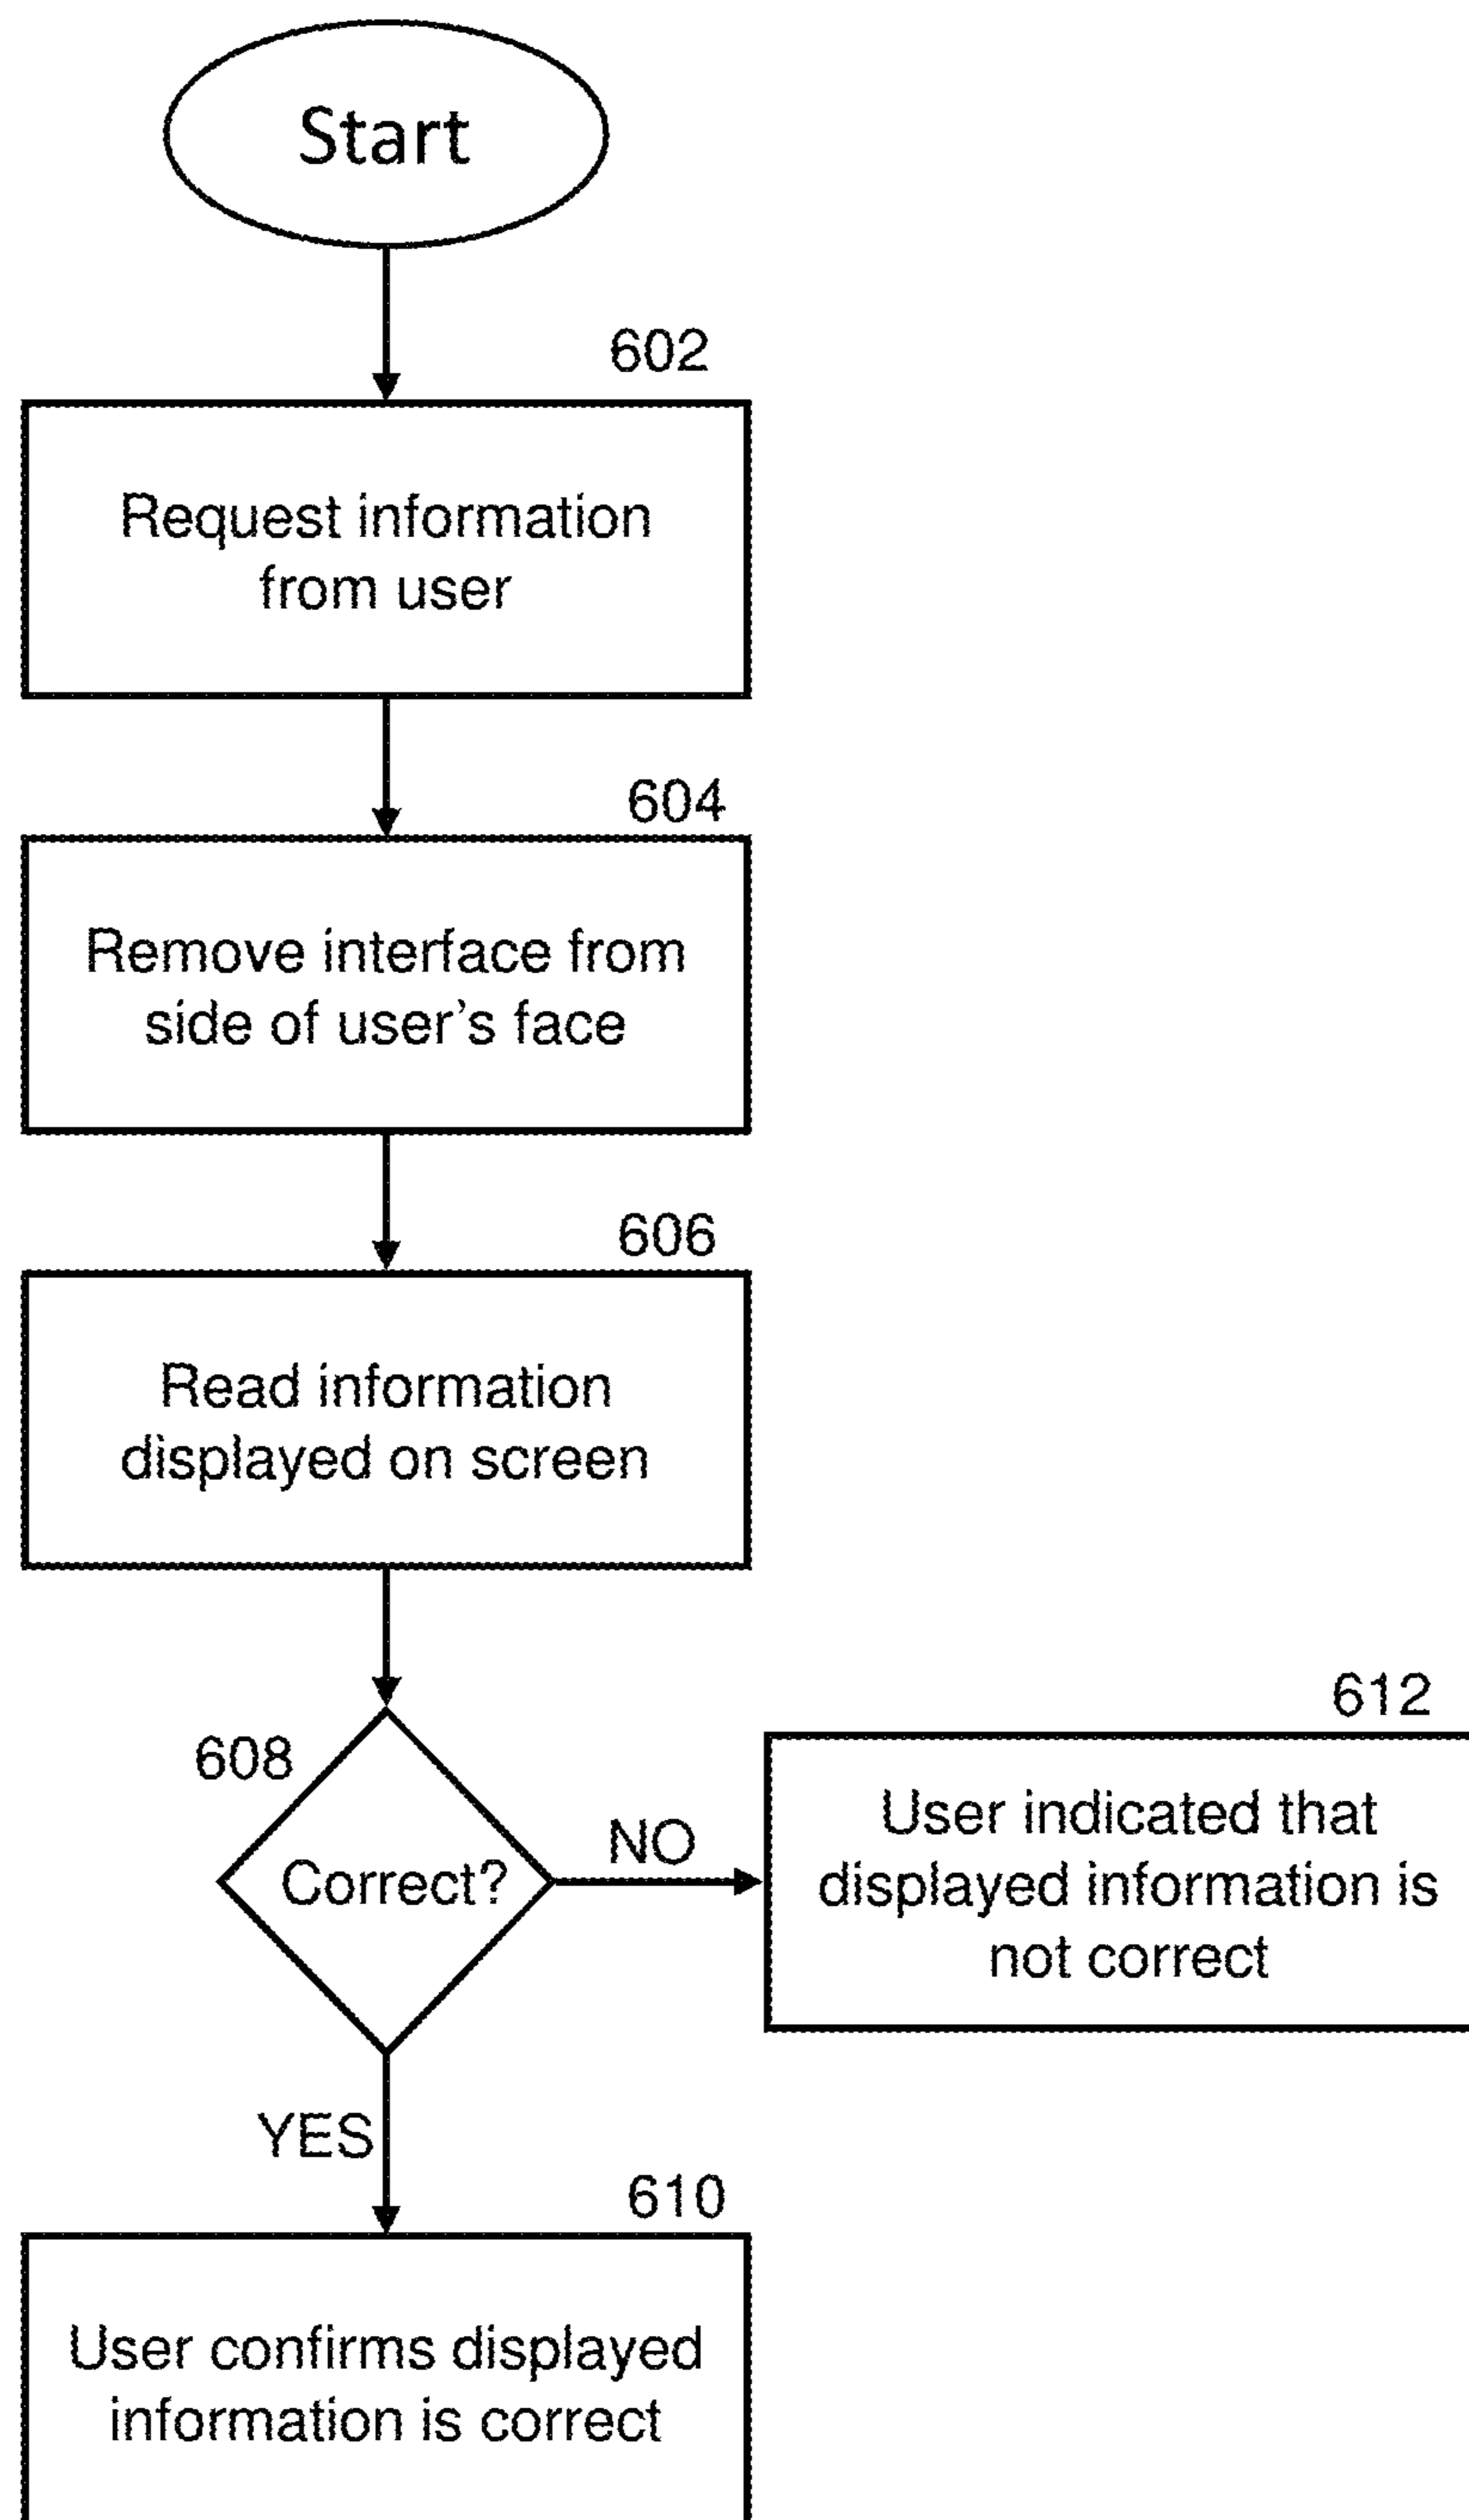 Start
602
Request information
from user
604
Remove interface from
side of user's face
606
Read information
displayed on screen
608
Correct?
NO
612
User indicated that
displayed information is
not correct
YES
610
User confirms displayed
information is correct